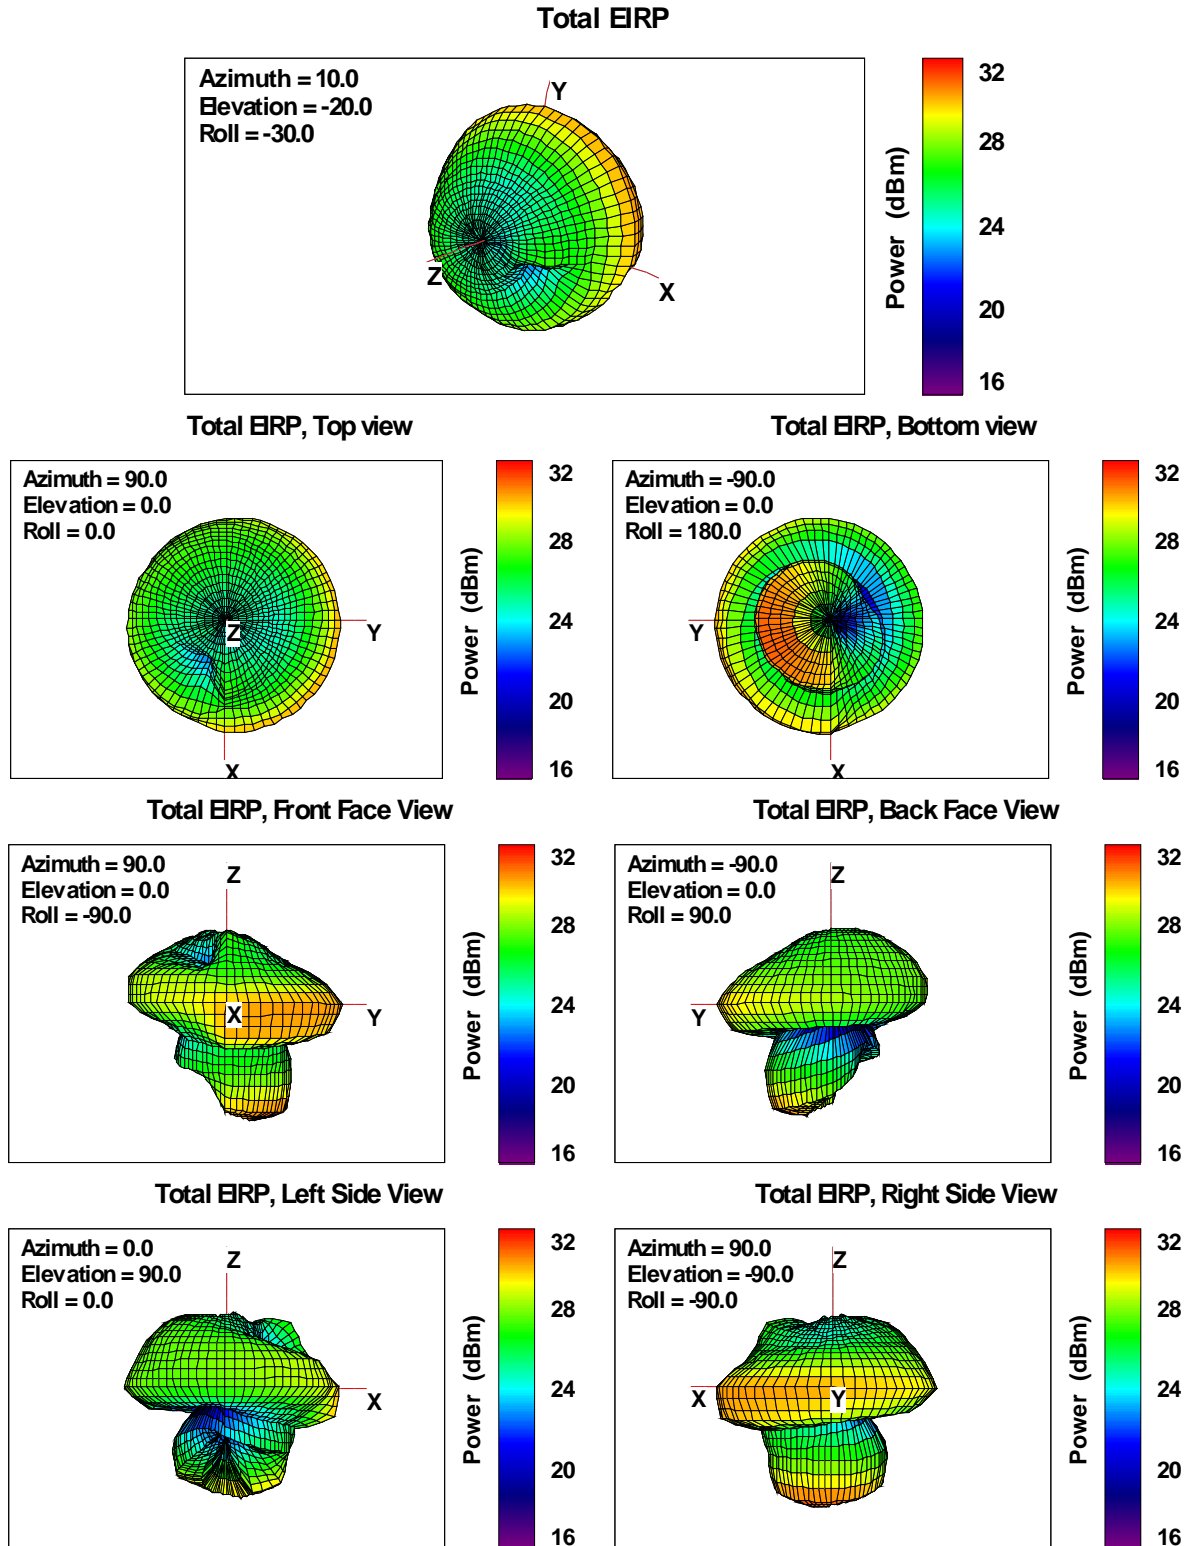 Total EIRP
Azimuth = 10.0
Elevation = -20.0
Roll = -30.0
Y
Z
X
Power (dBm)
32
28
24
20
16
Total EIRP, Top view
Azimuth = 90.0
Elevation = 0.0
Roll = 0.0
Z
Y
X
Power (dBm)
32
28
24
20
16
Total EIRP, Bottom view
Azimuth = -90.0
Elevation = 0.0
Roll = 180.0
Y
X
Power (dBm)
32
28
24
20
16
Total EIRP, Front Face View
Azimuth = 90.0
Elevation = 0.0
Roll = -90.0
Z
X
Y
Power (dBm)
32
28
24
20
16
Total EIRP, Back Face View
Azimuth = -90.0
Elevation = 0.0
Roll = 90.0
Z
Y
Power (dBm)
32
28
24
20
16
Total EIRP, Left Side View
Azimuth = 0.0
Elevation = 90.0
Roll = 0.0
Z
X
Power (dBm)
32
28
24
20
16
Total EIRP, Right Side View
Azimuth = 90.0
Elevation = -90.0
Roll = -90.0
Z
X
Y
Power (dBm)
32
28
24
20
16